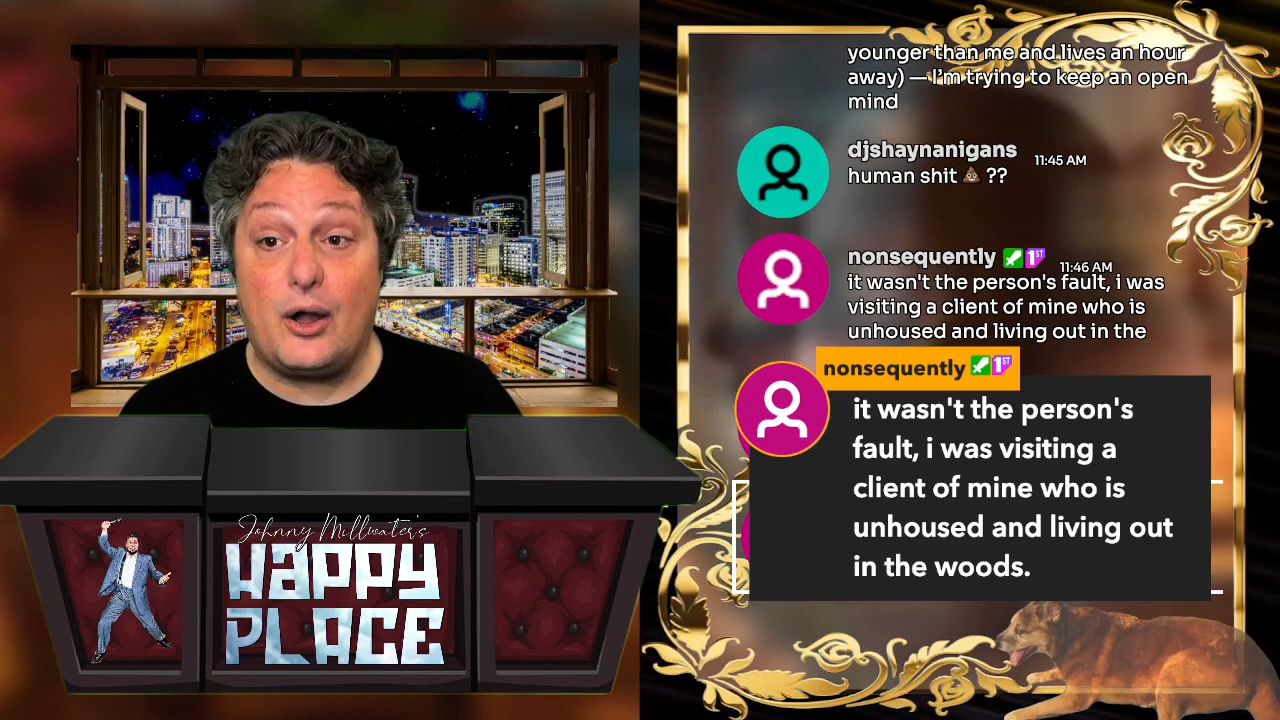 younger than me and lives an hour
away) — I'm trying to keep an open
mind
djshaynanigans 11:45 AM
human shit 💩 ??
nonsequently 1ST 11:46 AM
it wasn't the person's fault, i was
visiting a client of mine who is
unhoused and living out in the
nonsequently 1ST
it wasn't the person's
fault, i was visiting a
client of mine who is
unhoused and living out
in the woods.
Johnny Millwater's
HAPPY
PLACE